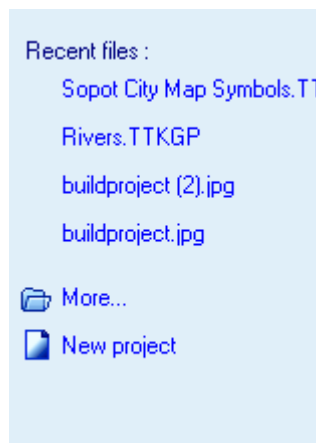 Recent files :
Sopot City Map Symbols.TT
Rivers.TTKGP
buildproject (2).jpg
buildproject.jpg
More...
New project